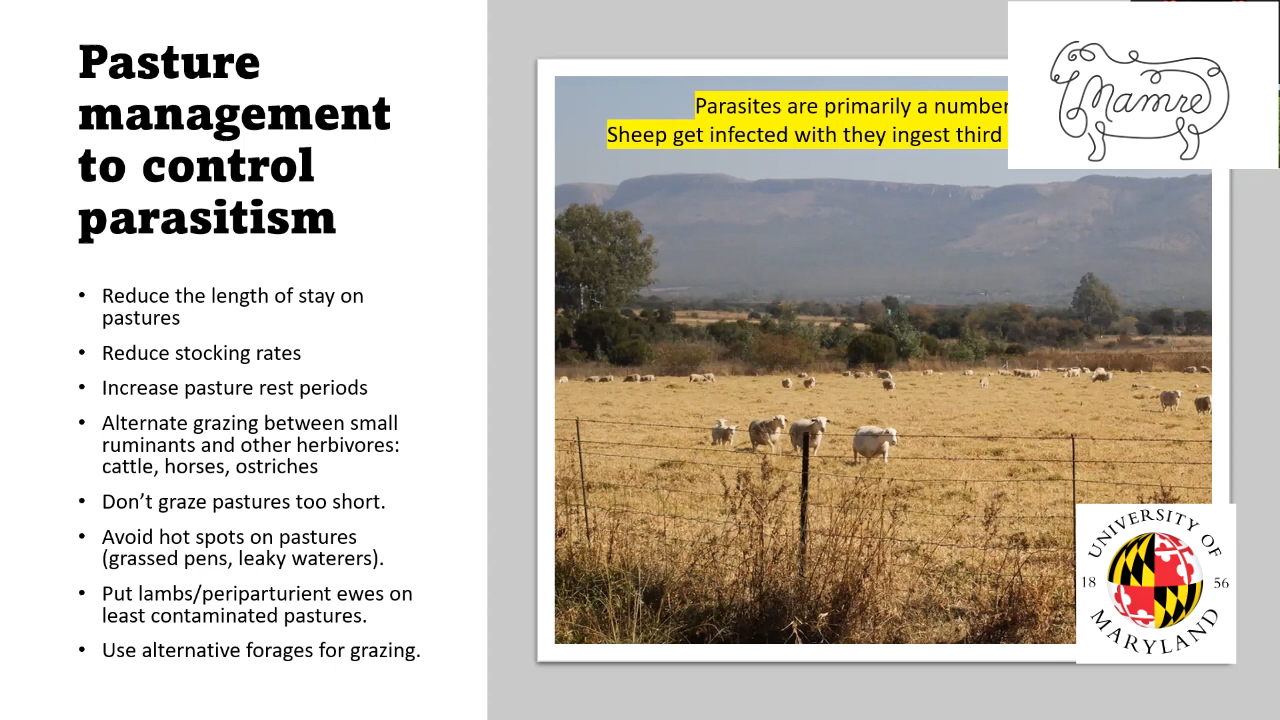 Pasture
management
to control
parasitism
• Reduce the length of stay on
pastures
• Reduce stocking rates
• Increase pasture rest periods
• Alternate grazing between small
ruminants and other herbivores:
cattle, horses, ostriches
• Don’t graze pastures too short.
• Avoid hot spots on pastures
(grassed pens, leaky waterers).
• Put lambs/periparturient ewes on
least contaminated pastures.
• Use alternative forages for grazing.
Parasites are primarily a number
Sheep get infected with they ingest third
Mamre
UNIVERSITY OF
18 56
MARYLAND